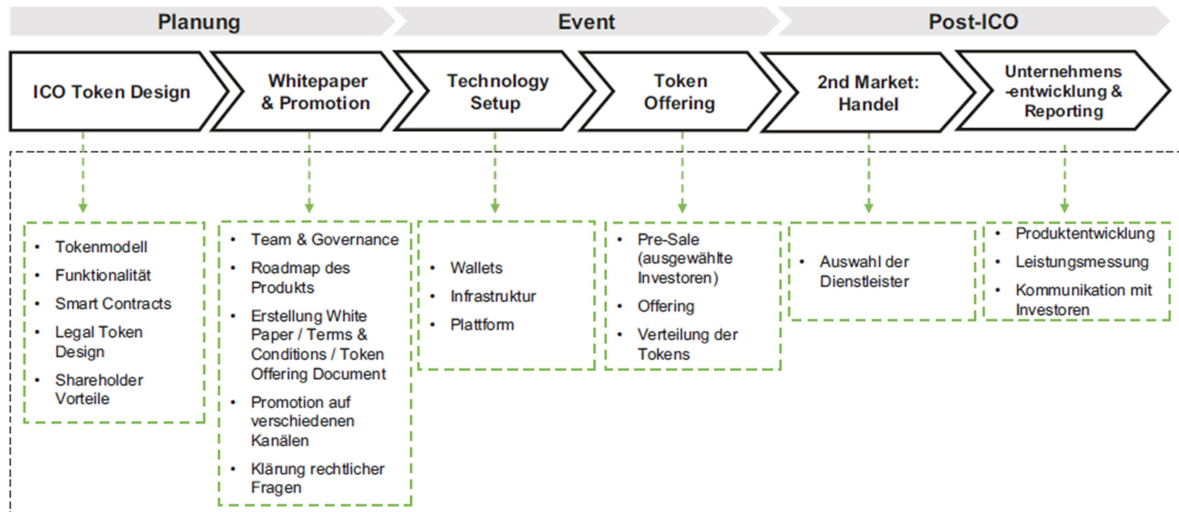 Planung
Event
Post-ICO
ICO Token Design
Whitepaper
& Promotion
Technology
Setup
Token
Offering
2nd Market:
Handel
Unternehmens
-entwicklung &
Reporting
• Tokenmodell
• Funktionalität
• Smart Contracts
• Legal Token
Design
• Shareholder
Vorteile
• Team & Governance
• Roadmap des
Produkts
• Erstellung White
Paper / Terms &
Conditions / Token
Offering Document
• Promotion auf
verschiedenen
Kanälen
• Klärung rechtlicher
Fragen
• Wallets
• Infrastruktur
• Plattform
• Pre-Sale
(ausgewählte
Investoren)
• Offering
• Verteilung der
Tokens
• Auswahl der
Dienstleister
• Produktentwicklung
• Leistungsmessung
• Kommunikation mit
Investoren